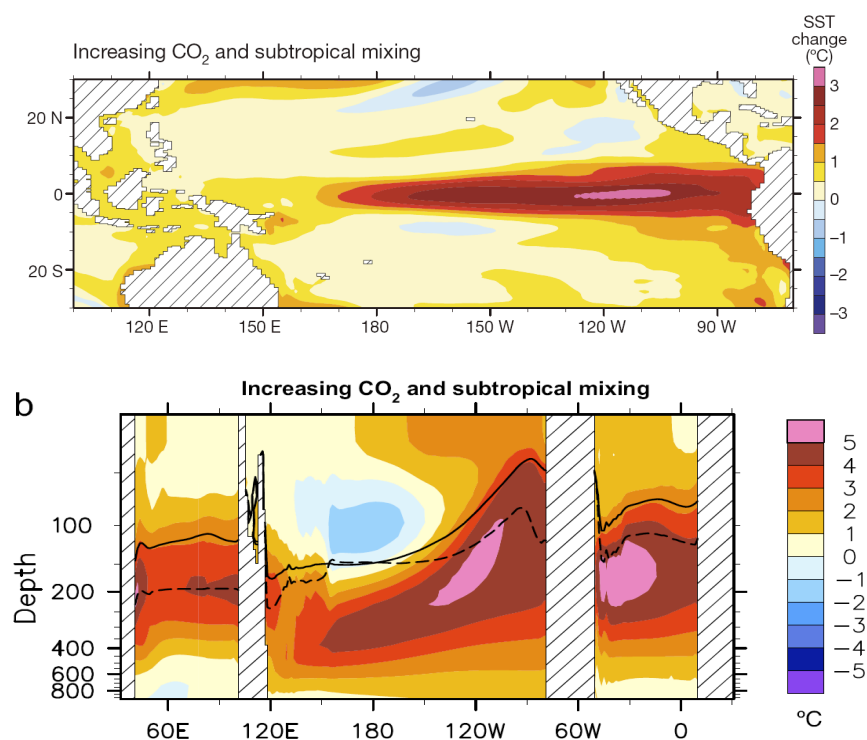 SST
change
(°C)
Increasing CO₂ and subtropical mixing
20 N
0
20 S
120 E
150 E
180
150 W
120 W
90 W
3
2
1
0
−1
−2
−3
b
Increasing CO₂ and subtropical mixing
Depth
100
200
400
600
800
60E
120E
180
120W
60W
0
5
4
3
2
1
0
−1
−2
−3
−4
−5
°C